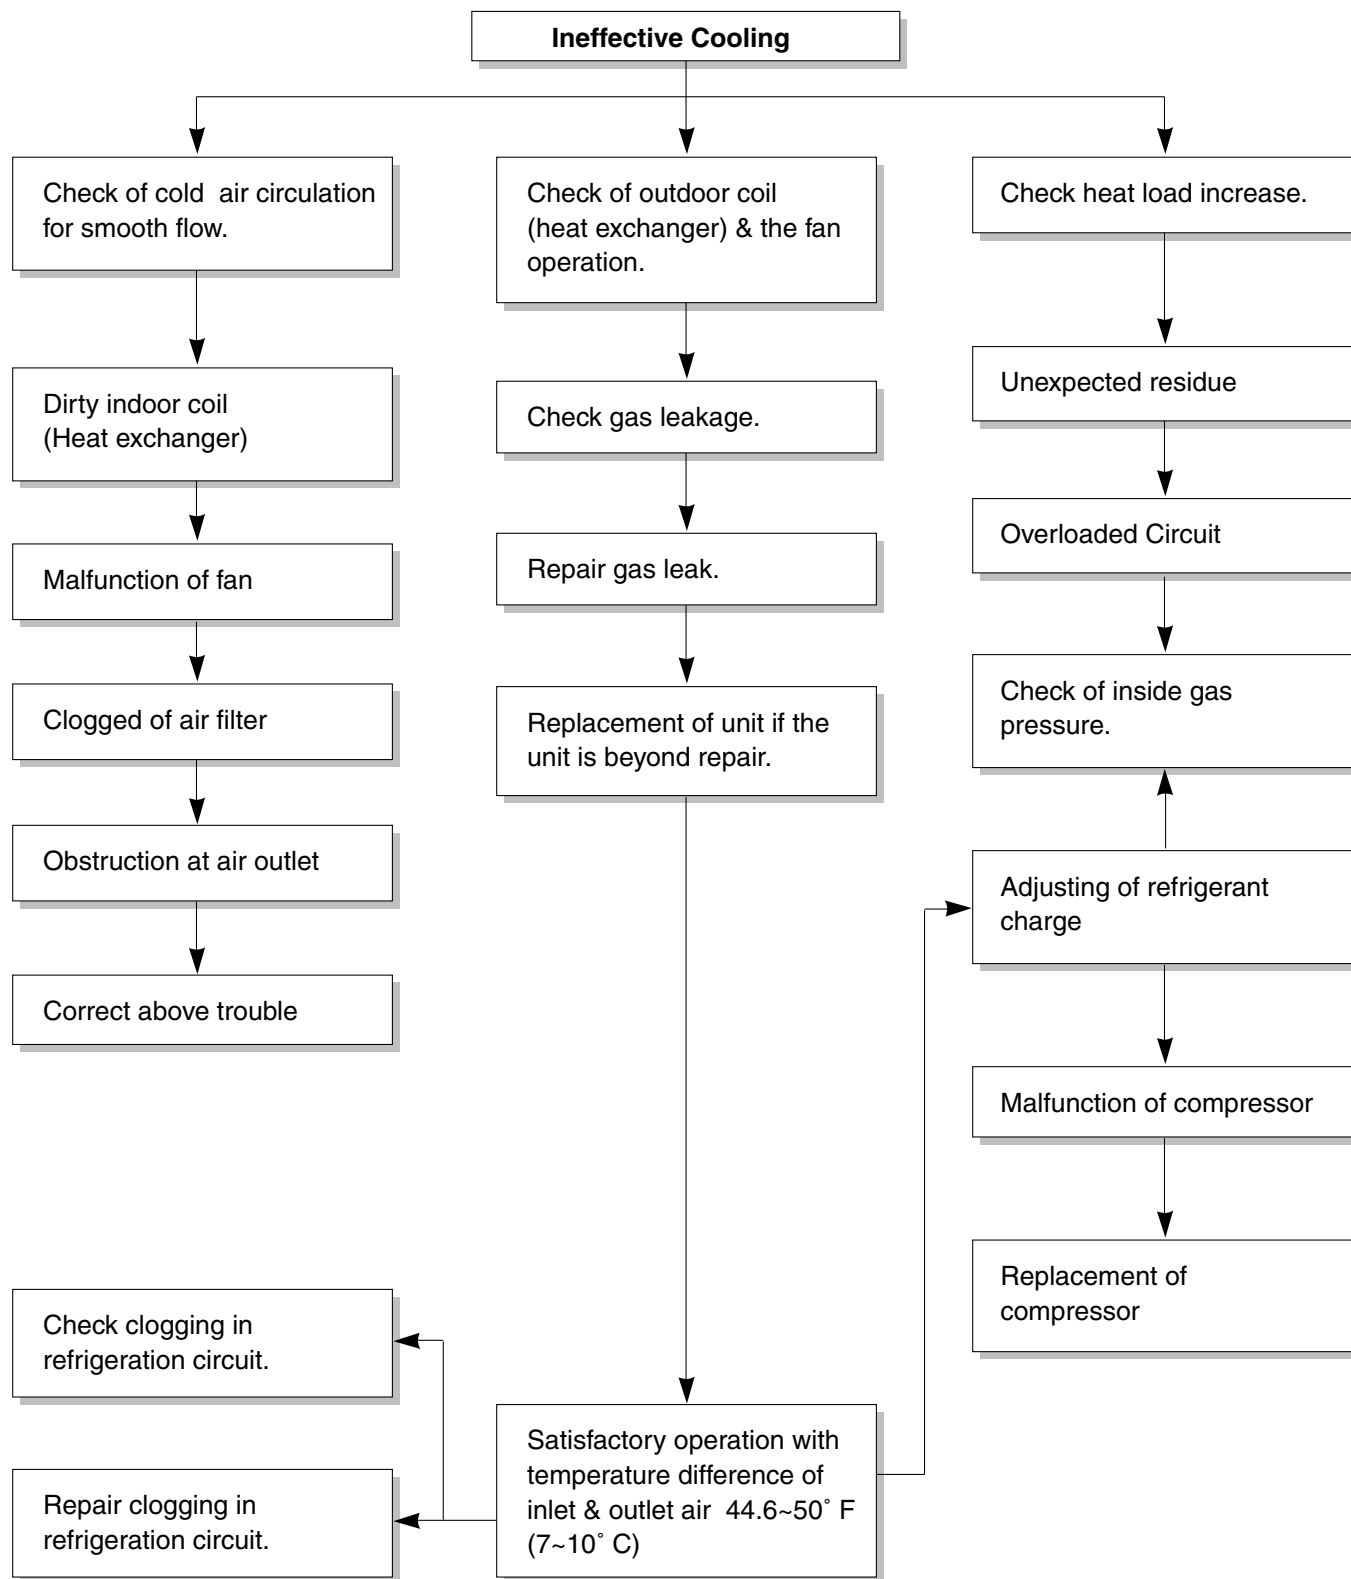 Ineffective Cooling
Check of cold air circulation
for smooth flow.
Dirty indoor coil
(Heat exchanger)
Malfunction of fan
Clogged of air filter
Obstruction at air outlet
Correct above trouble
Check of outdoor coil
(heat exchanger) & the fan
operation.
Check gas leakage.
Repair gas leak.
Replacement of unit if the
unit is beyond repair.
Check heat load increase.
Unexpected residue
Overloaded Circuit
Check of inside gas
pressure.
Adjusting of refrigerant
charge
Malfunction of compressor
Replacement of
compressor
Check clogging in
refrigeration circuit.
Repair clogging in
refrigeration circuit.
Satisfactory operation with
temperature difference of
inlet & outlet air 44.6~50˚ F
(7~10˚ C)